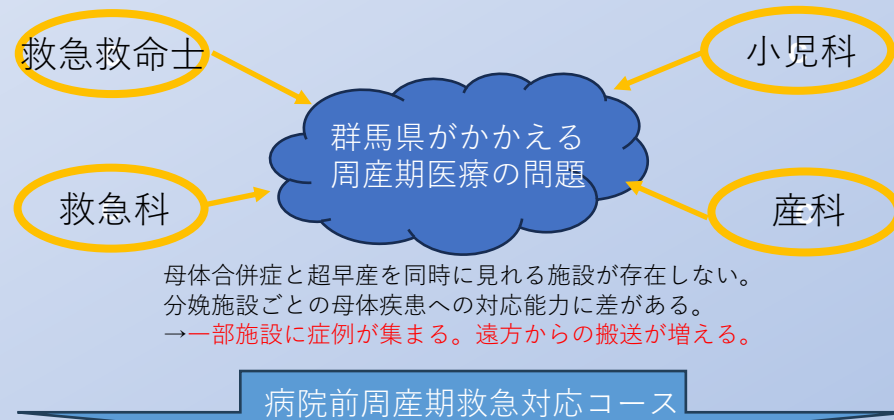 救急救命士
小児科
群馬県がかかえる
周産期医療の問題
救急科
産科
母体合併症と超早産を同時に見れる施設が存在しない。
分娩施設ごとの母体疾患への対応能力に差がある。
→一部施設に症例が集まる。遠方からの搬送が増える。
病院前周産期救急対応コース